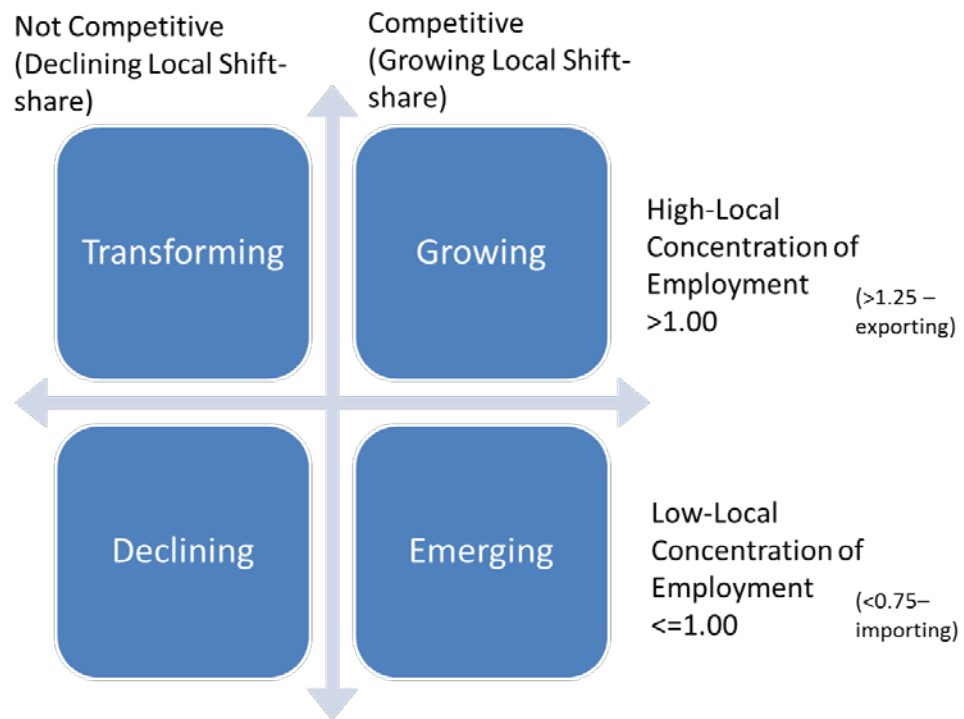 Not Competitive
(Declining Local Shift-
share)
Competitive
(Growing Local Shift-
share)
Transforming
Growing
High-Local
Concentration of
Employment
>1.00
(>1.25 –
exporting)
Declining
Emerging
Low-Local
Concentration of
Employment
<=1.00
(<0.75–
importing)